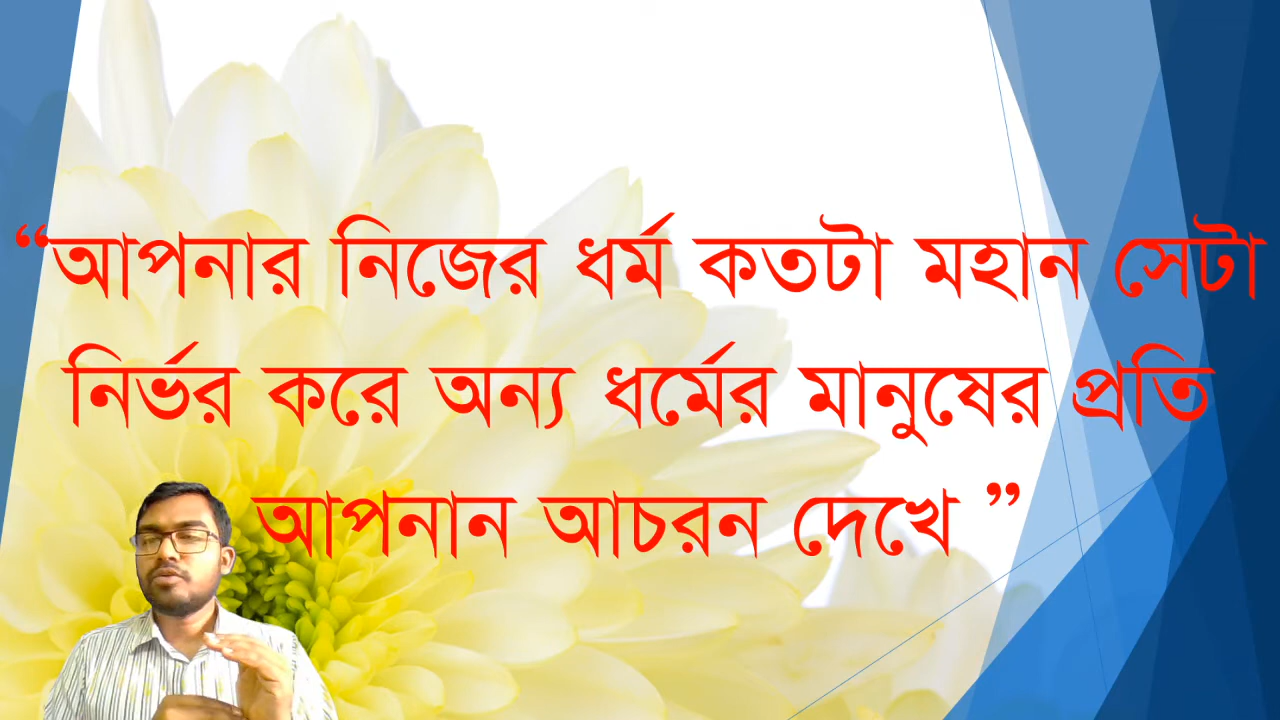 “আপনার নিজের ধর্ম কতটা মহান সেটা
নির্ভর করে অন্য ধর্মের মানুষের প্রতি
আপনান আচরন দেখে ”